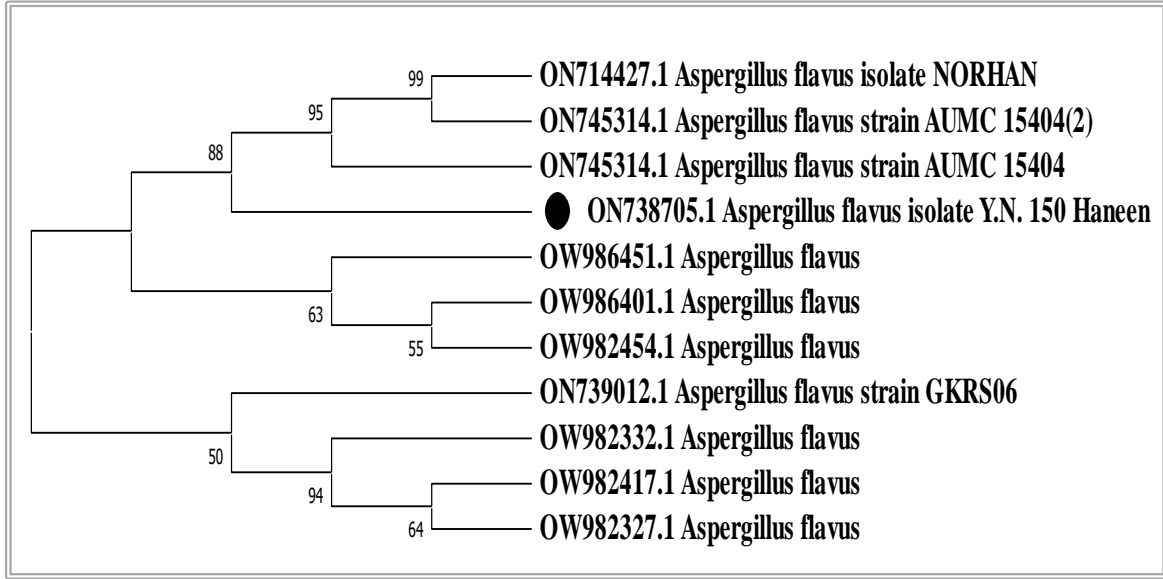 99
ON714427.1 Aspergillus flavus isolate NORHAN
95
ON745314.1 Aspergillus flavus strain AUMC 15404(2)
88
ON745314.1 Aspergillus flavus strain AUMC 15404
ON738705.1 Aspergillus flavus isolate Y.N. 150 Haneen
OW986451.1 Aspergillus flavus
63
OW986401.1 Aspergillus flavus
55
OW982454.1 Aspergillus flavus
ON739012.1 Aspergillus flavus strain GKRS06
50
OW982332.1 Aspergillus flavus
94
OW982417.1 Aspergillus flavus
64
OW982327.1 Aspergillus flavus